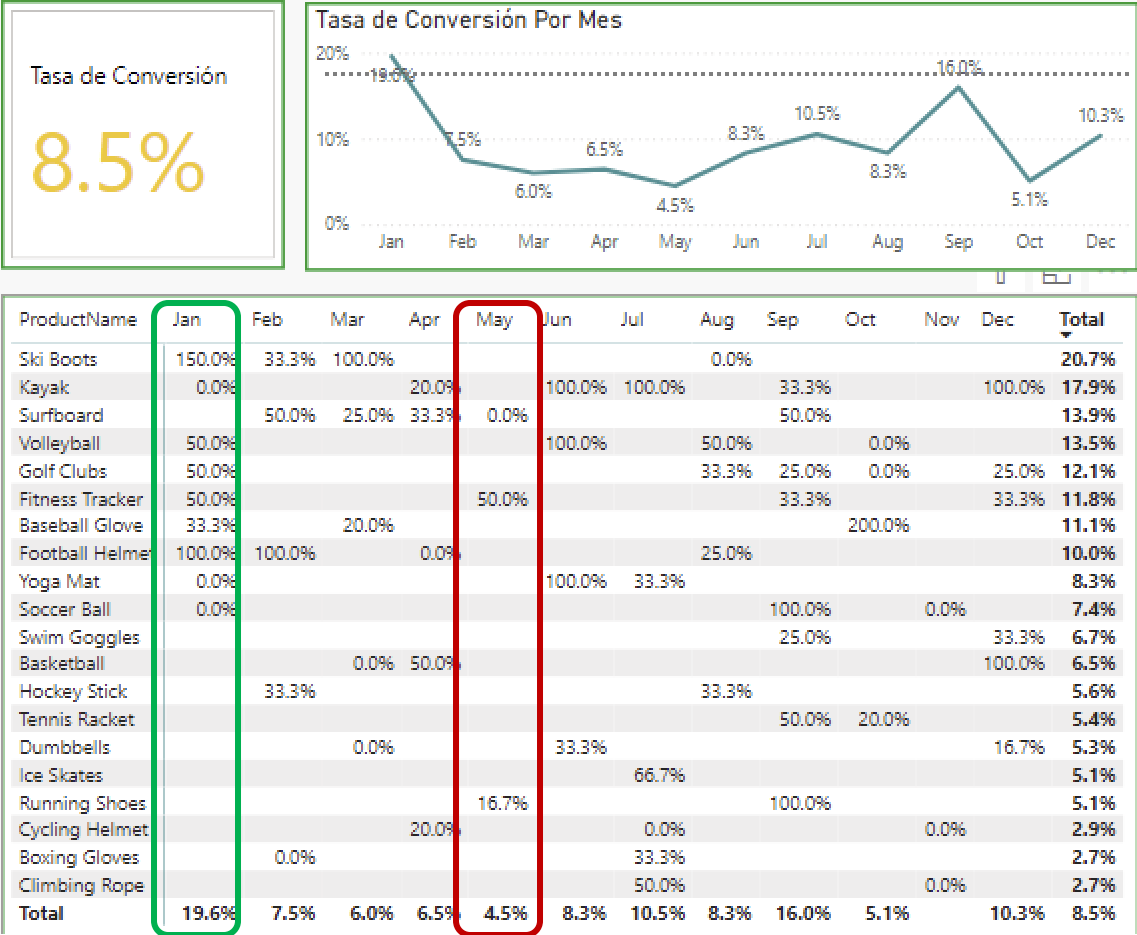 Tasa de Conversión
8.5%
Tasa de Conversión Por Mes
20%
10%
0%
19.6%
7.5%
6.0%
6.5%
4.5%
8.3%
10.5%
8.3%
16.0%
5.1%
10.3%
Jan Feb Mar Apr May Jun Jul Aug Sep Oct Dec
ProductName Jan Feb Mar Apr May Jun Jul Aug Sep Oct Nov Dec Total
Ski Boots 150.0% 33.3% 100.0% 0.0% 20.7%
Kayak 0.0% 20.0% 100.0% 100.0% 33.3% 100.0% 17.9%
Surfboard 50.0% 25.0% 33.3% 0.0% 50.0% 13.9%
Volleyball 50.0% 100.0% 50.0% 0.0% 13.5%
Golf Clubs 50.0% 33.3% 25.0% 0.0% 25.0% 12.1%
Fitness Tracker 50.0% 50.0% 33.3% 33.3% 11.8%
Baseball Glove 33.3% 20.0% 200.0% 11.1%
Football Helmet 100.0% 100.0% 0.0% 25.0% 10.0%
Yoga Mat 0.0% 100.0% 33.3% 8.3%
Soccer Ball 0.0% 100.0% 0.0% 7.4%
Swim Goggles 25.0% 33.3% 6.7%
Basketball 0.0% 50.0% 100.0% 6.5%
Hockey Stick 33.3% 33.3% 5.6%
Tennis Racket 50.0% 20.0% 5.4%
Dumbbells 0.0% 33.3% 16.7% 5.3%
Ice Skates 66.7% 5.1%
Running Shoes 16.7% 100.0% 5.1%
Cycling Helmet 20.0% 0.0% 0.0% 2.9%
Boxing Gloves 0.0% 33.3% 2.7%
Climbing Rope 50.0% 0.0% 2.7%
Total 19.6% 7.5% 6.0% 6.5% 4.5% 8.3% 10.5% 8.3% 16.0% 5.1% 10.3% 8.5%